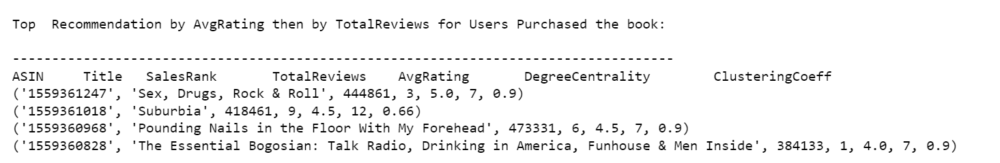 Top  Recommendation by AvgRating then by TotalReviews for Users Purchased the book:
------------------------------------------------------------------------------------
ASIN     Title   SalesRank       TotalReviews    AvgRating       DegreeCentrality        ClusteringCoeff
('1559361247', 'Sex, Drugs, Rock & Roll', 444861, 3, 5.0, 7, 0.9)
('1559361018', 'Suburbia', 418461, 9, 4.5, 12, 0.66)
('1559360968', 'Pounding Nails in the Floor With My Forehead', 473331, 6, 4.5, 7, 0.9)
('1559360828', 'The Essential Bogosian: Talk Radio, Drinking in America, Funhouse & Men Inside', 384133, 1, 4.0, 7, 0.9)